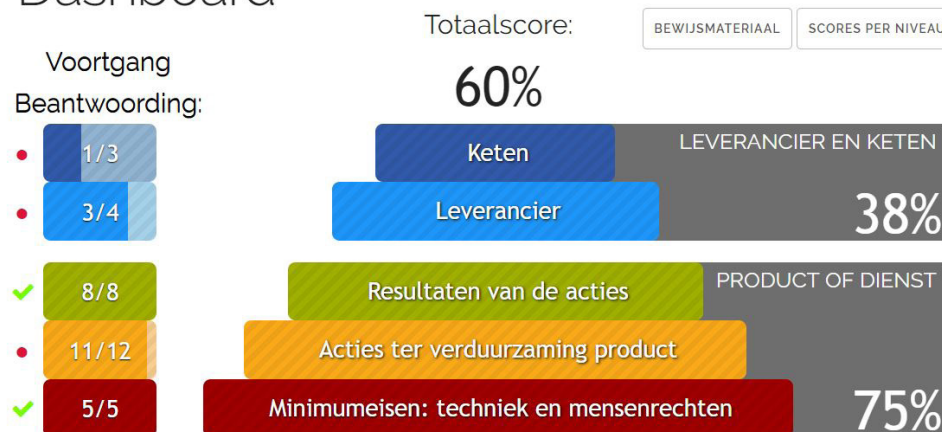 Dashboard
Totaalscore:
BEWIJSMATERIAAL
SCORES PER NIVEAU
Voortgang
Beantwoording:
60%
1/3
Keten
LEVERANCIER EN KETEN
3/4
Leverancier
38%
8/8
Resultaten van de acties
PRODUCT OF DIENST
11/12
Acties ter verduurzaming product
5/5
Minimumeisen: techniek en mensenrechten
75%